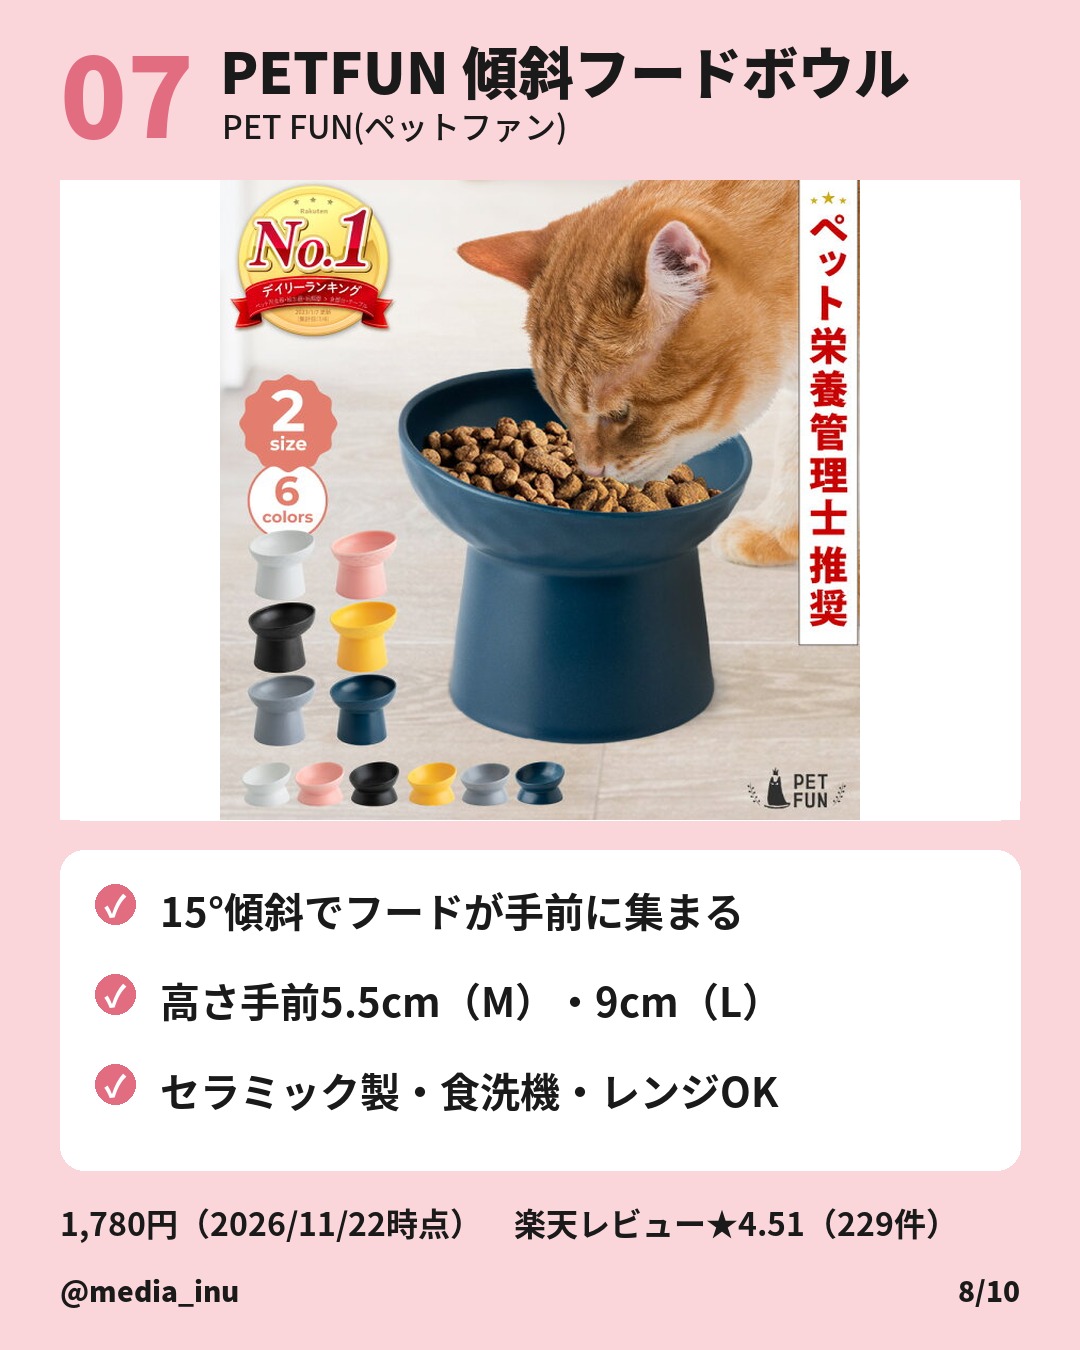 07
PETFUN 傾斜フードボウル
PET FUN(ペットファン)
Rakuten
No.1
デイリーランキング
2
size
6
colors
ペット栄養管理士 推奨
PET
FUN
15°傾斜でフードが手前に集まる
高さ手前5.5cm（M）・9cm（L）
セラミック製・食洗機・レンジOK
1,780円（2026/11/22時点）　楽天レビュー★4.51（229件）
@media_inu
8/10